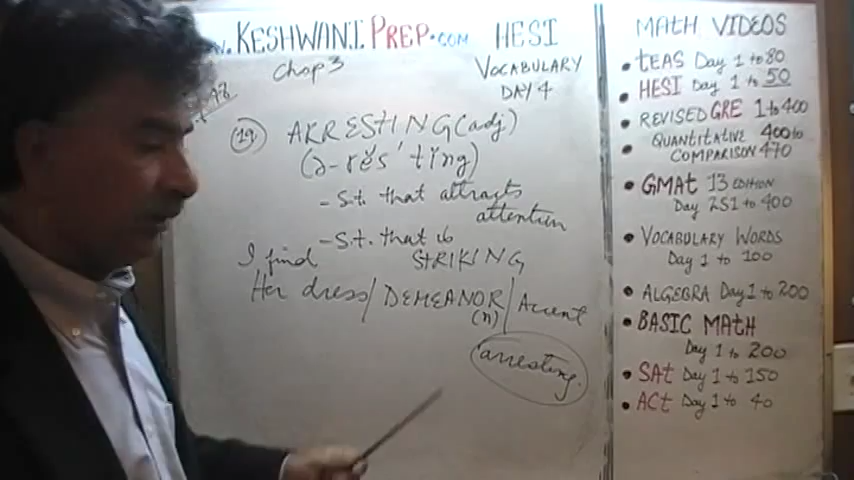 w.KESHWANIPREP.COM
HESI
Chap 3
VOCABULARY
DAY 4
19. ARRESTING (adj)
(ə-rĕs'tĭng)
- S.t. that attracts
attention
- S.t. that is
STRIKING
I find
Her dress / DEMEANOR / Accent
(n)
arresting.
MATH VIDEOS
• TEAS Day 1 to 80
• HESI Day 1 to 50
• REVISED GRE 1 to 400
• QUANTITATIVE 400 to
COMPARISON 470
• GMAt 13 EDITION
Day 251 to 400
• VOCABULARY WORDS
Day 1 to 100
• ALGEBRA Day 1 to 200
• BASIC MATH
Day 1 to 200
• SAt Day 1 to 150
• ACt Day 1 to 40